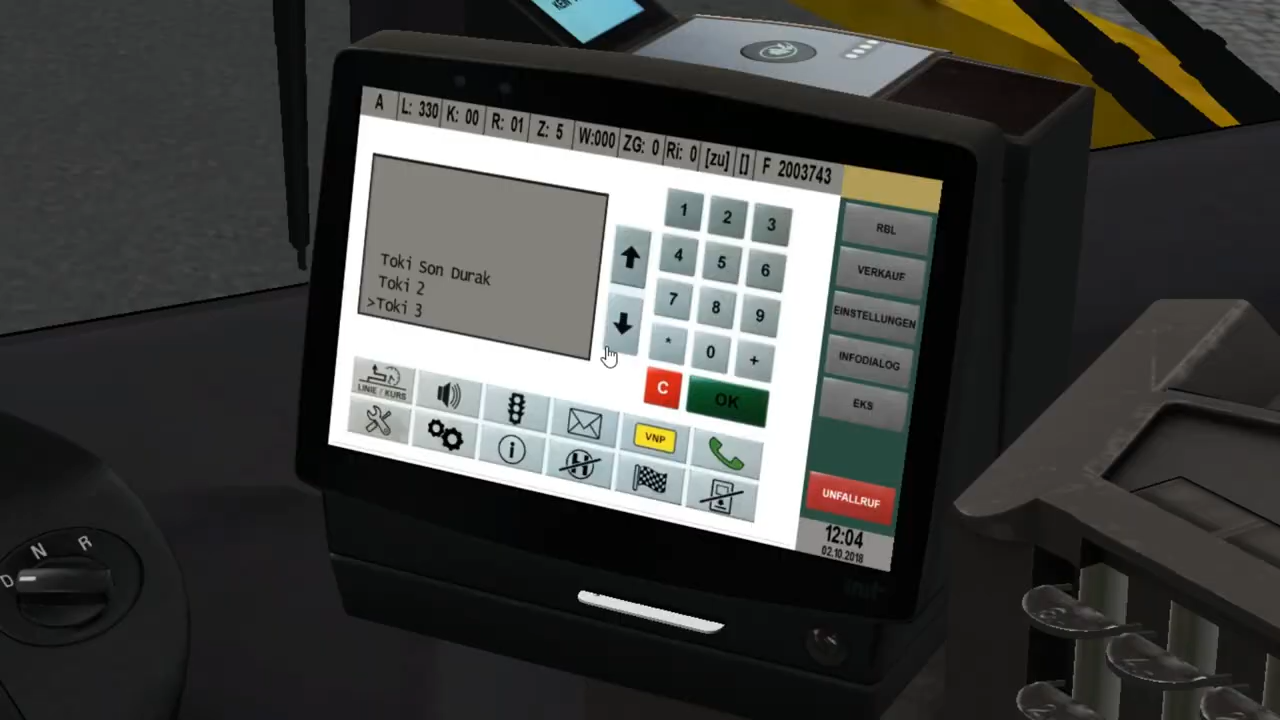 A L: 330 K: 00 R: 01 Z: 5 W:000 ZG: 0 Ri: 0 [zu] [] F 2003743
Toki Son Durak
Toki 2
>Toki 3
1 2 3
4 5 6
7 8 9
* 0 +
C OK
RBL
VERKAUF
EINSTELLUNGEN
INFODIALOG
EKS
UNFALLRUF
LINIE / KURS
VNP
12:04
02.10.2018
D N R